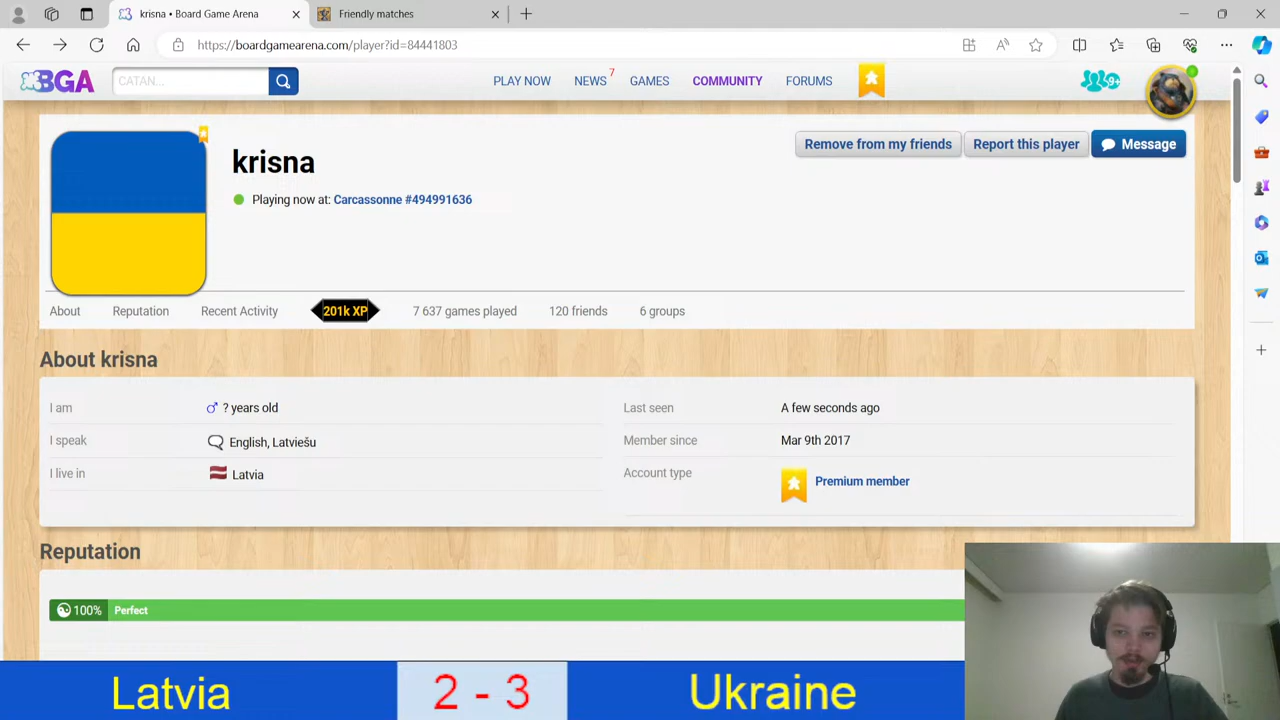 krisna • Board Game Arena
Friendly matches
https://boardgamearena.com/player?id=84441803
BGA
CATAN...
PLAY NOW
NEWS 7
GAMES
COMMUNITY
FORUMS
9+
krisna
Remove from my friends
Report this player
Message
Playing now at: Carcassonne #494991636
About
Reputation
Recent Activity
201k XP
7 637 games played
120 friends
6 groups
About krisna
I am
♂ ? years old
Last seen
A few seconds ago
I speak
English, Latviešu
Member since
Mar 9th 2017
I live in
Latvia
Account type
Premium member
Reputation
100%
Perfect
Latvia
2 - 3
Ukraine